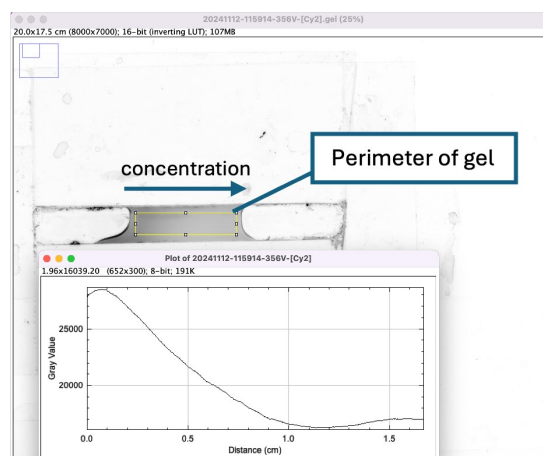 20241112-115914-356V-[Cy2].gel (25%)
20.0x17.5 cm (8000x7000); 16-bit (inverting LUT); 107MB
concentration
Perimeter of gel
Plot of 20241112-115914-356V-[Cy2]
1.96x16039.20 (652x300); 8-bit; 191K
25000
20000
Gray Value
0.0 0.5 1.0 1.5
Distance (cm)